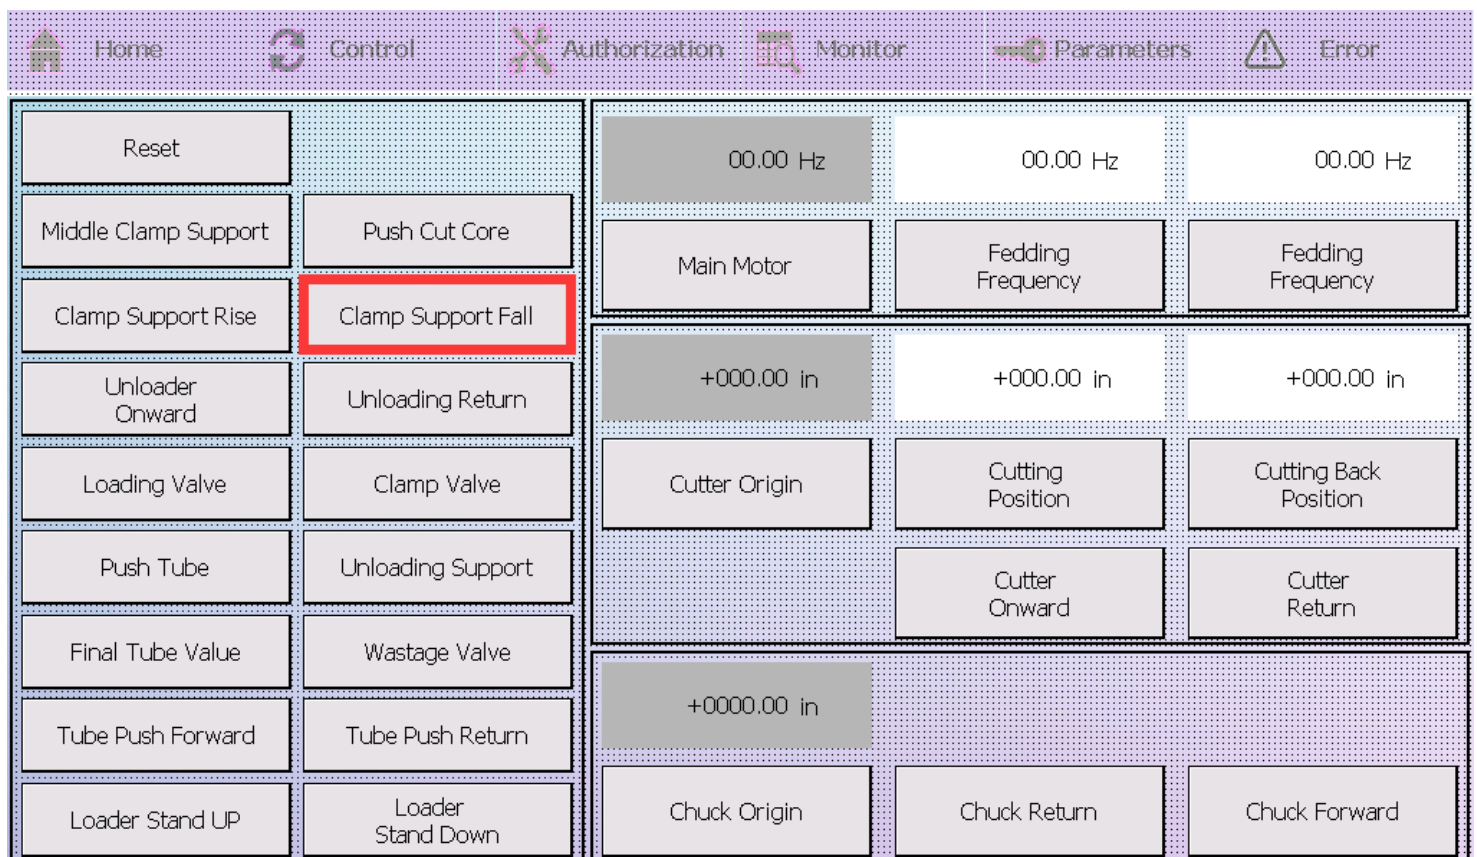 Home Control Authorization Monitor Parameters Error
Reset
Middle Clamp Support Push Cut Core
Clamp Support Rise Clamp Support Fall
Unloader
Onward
Unloading Return
Loading Valve Clamp Valve
Push Tube Unloading Support
Final Tube Value Wastage Valve
Tube Push Forward Tube Push Return
Loader Stand UP
Loader
Stand Down
00.00 Hz 00.00 Hz 00.00 Hz
Main Motor
Fedding
Frequency
Fedding
Frequency
+000.00 in +000.00 in +000.00 in
Cutter Origin
Cutting
Position
Cutting Back
Position
Cutter
Onward
Cutter
Return
+0000.00 in
Chuck Origin Chuck Return Chuck Forward